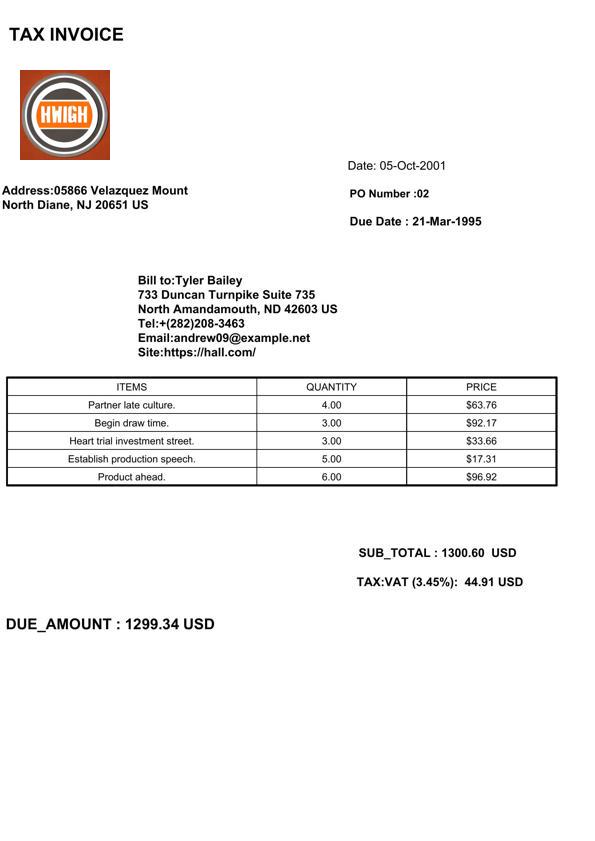 TAX INVOICE
HWIGH
Date: 05-Oct-2001
Address:05866 Velazquez Mount
North Diane, NJ 20651 US
PO Number :02
Due Date : 21-Mar-1995
Bill to:Tyler Bailey
733 Duncan Turnpike Suite 735
North Amandamouth, ND 42603 US
Tel:+(282)208-3463
Email:andrew09@example.net
Site:https://hall.com/
ITEMS QUANTITY PRICE
Partner late culture. 4.00 $63.76
Begin draw time. 3.00 $92.17
Heart trial investment street. 3.00 $33.66
Establish production speech. 5.00 $17.31
Product ahead. 6.00 $96.92
SUB_TOTAL : 1300.60 USD
TAX:VAT (3.45%): 44.91 USD
DUE_AMOUNT : 1299.34 USD